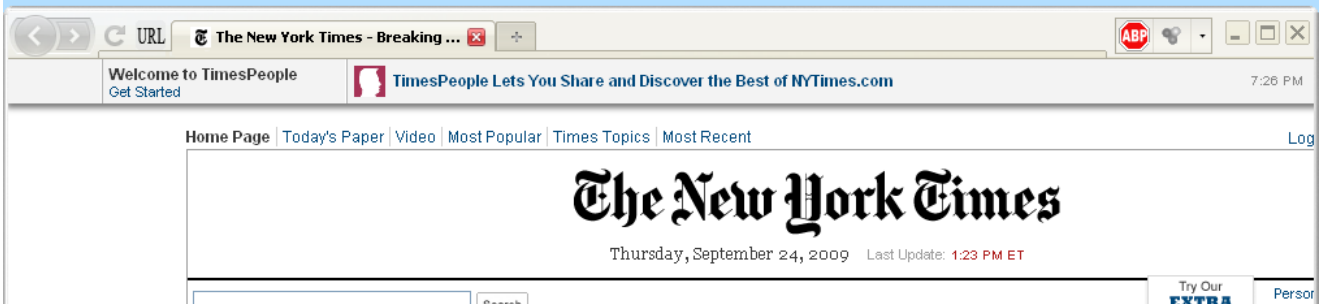 URL The New York Times - Breaking ... ABP
Welcome to TimesPeople
Get Started
TimesPeople Lets You Share and Discover the Best of NYTimes.com 7:26 PM
Home Page Today's Paper Video Most Popular Times Topics Most Recent Log
The New York Times
Thursday, September 24, 2009 Last Update: 1:23 PM ET
Search
Try Our
EXTRA
Person